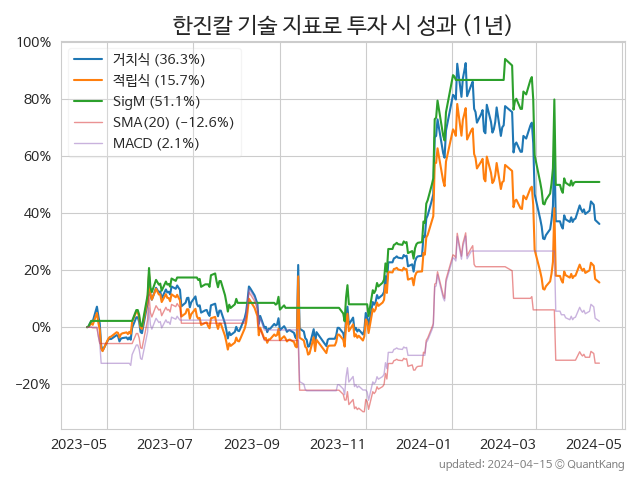 한진칼 기술 지표로 투자 시 성과 (1년)
100%
80%
60%
40%
20%
0%
−20%
거치식 (36.3%)
적립식 (15.7%)
SigM (51.1%)
SMA(20) (−12.6%)
MACD (2.1%)
2023-05 2023-07 2023-09 2023-11 2024-01 2024-03 2024-05
updated: 2024-04-15 © QuantKang